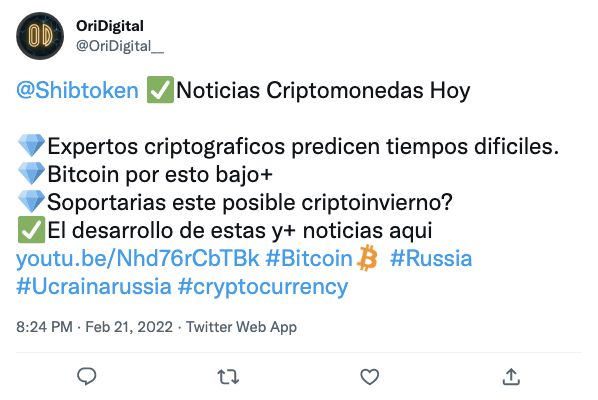 OriDigital
@OriDigital__
@Shibtoken ✅Noticias Criptomonedas Hoy
💎Expertos criptograficos predicen tiempos dificiles.
💎Bitcoin por esto bajo+
💎Soportarias este posible criptoinvierno?
✅El desarrollo de estas y+ noticias aqui
youtu.be/Nhd76rCbTBk #Bitcoin #Russia
#Ucrainarussia #cryptocurrency
8:24 PM · Feb 21, 2022 · Twitter Web App